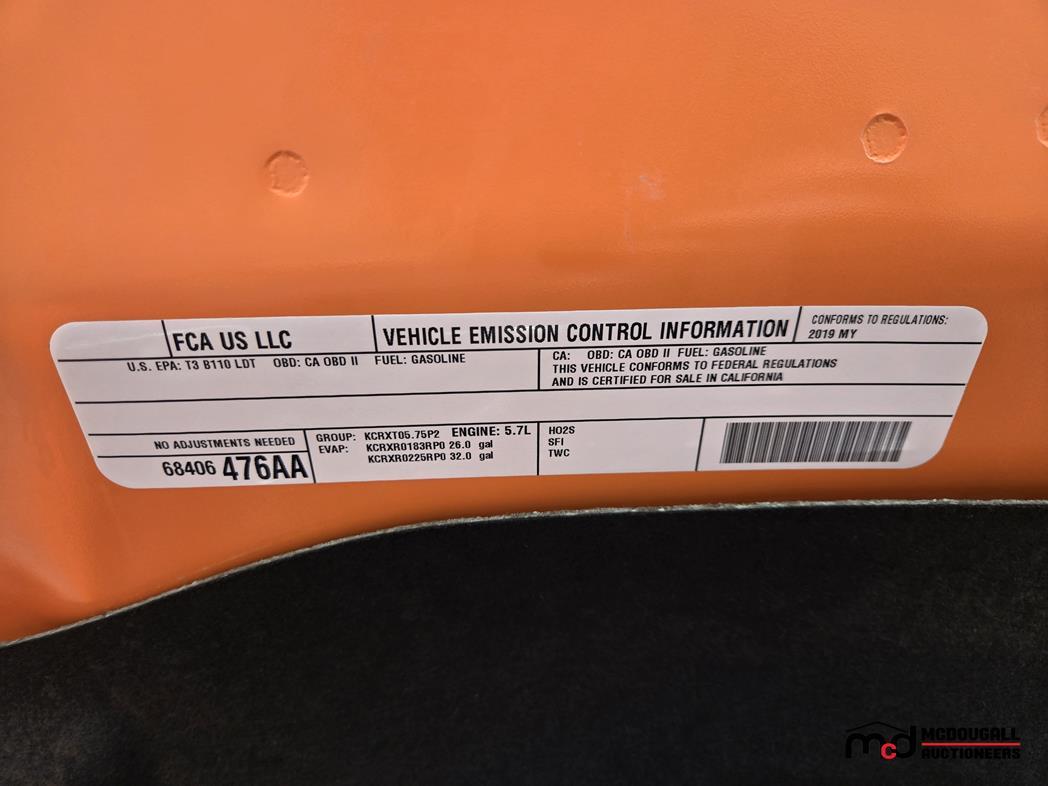 FCA US LLC
VEHICLE EMISSION CONTROL INFORMATION
CONFORMS TO REGULATIONS:
2019 MY
U.S. EPA: T3 B110 LDT OBD: CA OBD II FUEL: GASOLINE
CA: OBD: CA OBD II FUEL: GASOLINE
THIS VEHICLE CONFORMS TO FEDERAL REGULATIONS
AND IS CERTIFIED FOR SALE IN CALIFORNIA
NO ADJUSTMENTS NEEDED
68406 476AA
GROUP: KCRXT05.75P2 ENGINE: 5.7L
EVAP: KCRXR0183RP0 26.0 gal
KCRXR0225RP0 32.0 gal
HO2S
SFI
TWC
mcd
MCDOUGALL
AUCTIONEERS